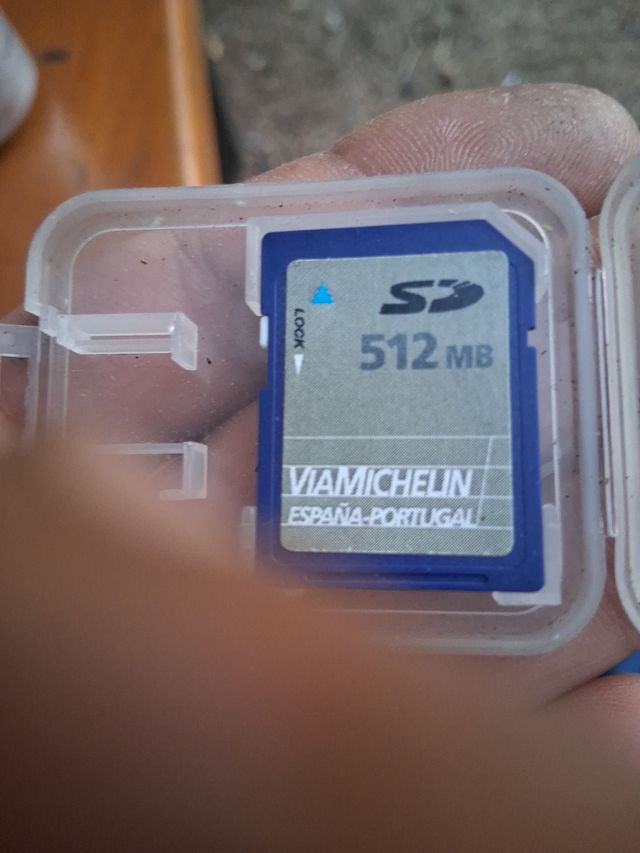 SD
LOCK
512 MB
VIAMICHELIN
ESPAÑA-PORTUGAL